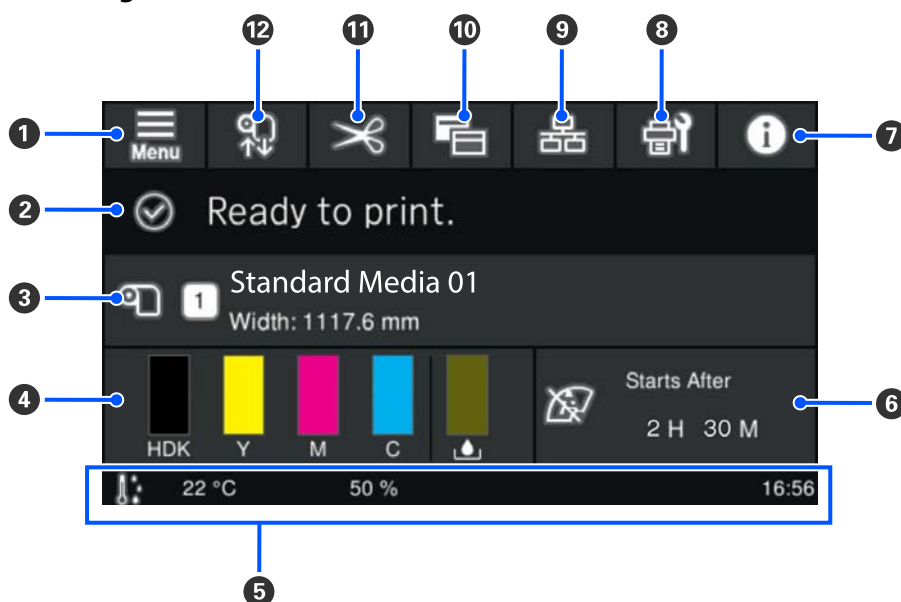 12 11 10 9 8
1 Menu i 7
2 Ready to print.
3 1 Standard Media 01
Width: 1117.6 mm
4 Starts After 6
2 H 30 M
HDK Y M C
22 °C 50 % 16:56
5